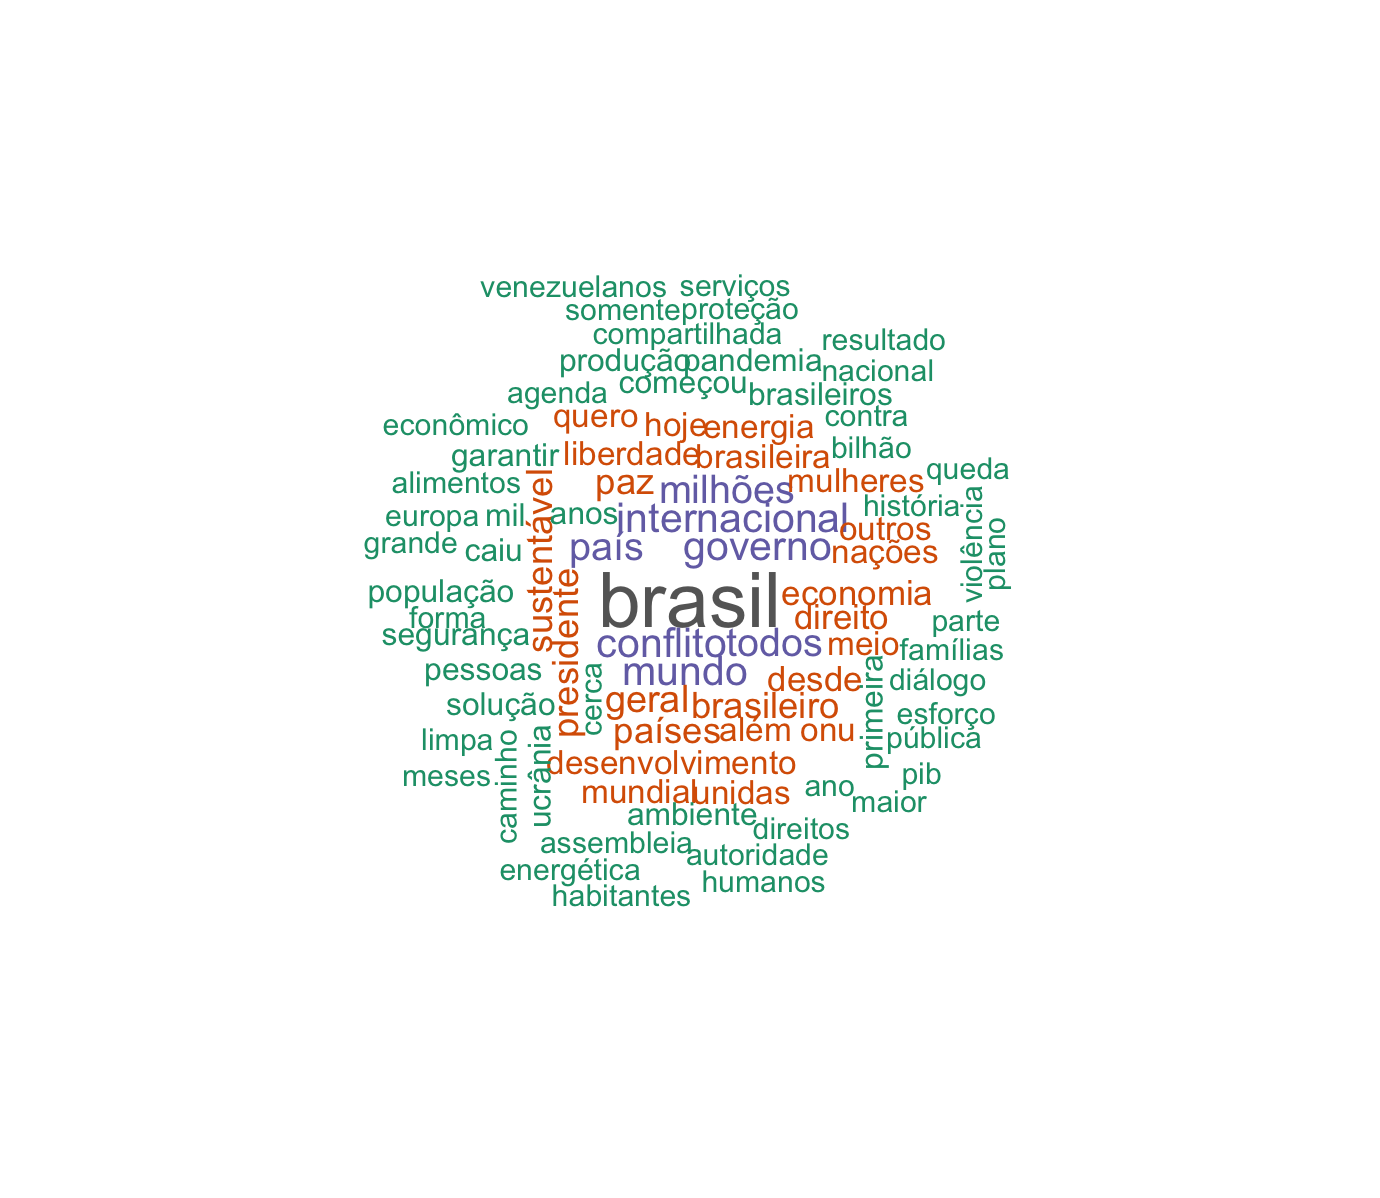 venezuelanos serviços
somente proteção
compartilhada resultado
produção pandemia nacional
começou
agenda brasileiros
econômico quero hoje energia contra
garantir liberdade brasileira bilhão
alimentos paz milhões mulheres queda
europa mil anos internacional história
grande caiu país governo outros
nações
violência
plano
sustentável
presidente
população brasil economia
forma direito parte
segurança conflito todos meio famílias
pessoas mundo desde diálogo
cerca
primeira
solução geral brasileiro esforço
limpa países além onu pública
caminho
ucrânia
meses desenvolvimento ano pib
mundial unidas maior
ambiente
assembleia direitos
energética autoridade
habitantes humanos